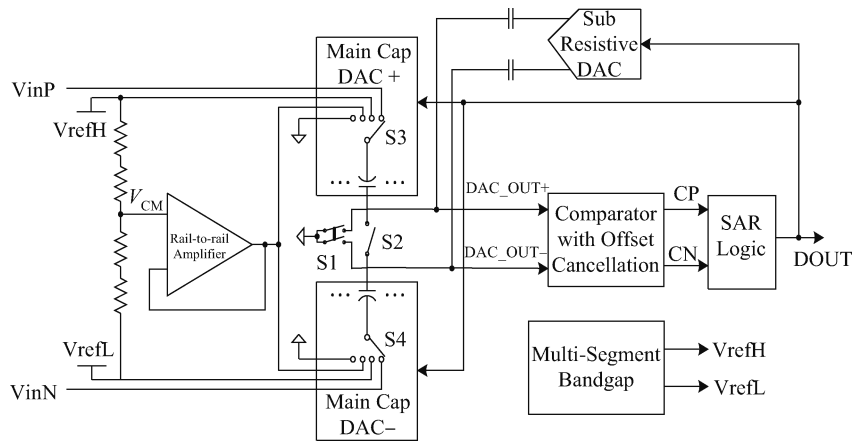 Main Cap
DAC +
Sub
Resistive
DAC
VinP
VrefH
S3
VCM
Rail-to-rail
Amplifier
S1
S2
DAC_OUT+
DAC_OUT−
Comparator
with Offset
Cancellation
CP
CN
SAR
Logic
DOUT
VrefL
VinN
S4
Main Cap
DAC−
Multi-Segment
Bandgap
VrefH
VrefL